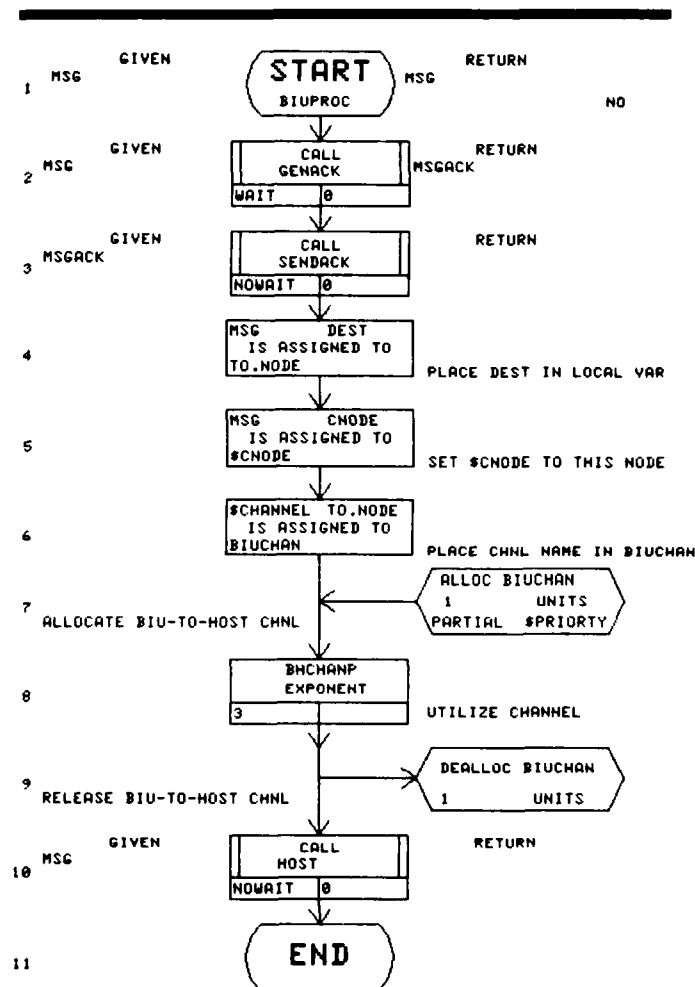 GIVEN START RETURN
1 MSG MSG
BIUPROC NO
GIVEN CALL RETURN
2 MSG GENACK MSGACK
WAIT 0
GIVEN CALL RETURN
3 MSGACK SENDACK
NOWAIT 0
MSG DEST
4 IS ASSIGNED TO
TO.NODE PLACE DEST IN LOCAL VAR
MSG CNODE
5 IS ASSIGNED TO
$CNODE SET $CNODE TO THIS NODE
$CHANNEL TO.NODE
6 IS ASSIGNED TO
BIUCHAN PLACE CHNL NAME IN BIUCHAN
ALLOC BIUCHAN
7 1 UNITS
ALLOCATE BIU-TO-HOST CHNL PARTIAL $PRIORTY
BHCHANP
8 EXPONENT
3 UTILIZE CHANNEL
DEALLOC BIUCHAN
9
RELEASE BIU-TO-HOST CHNL 1 UNITS
GIVEN CALL RETURN
10 MSG HOST
NOWAIT 0
END
11